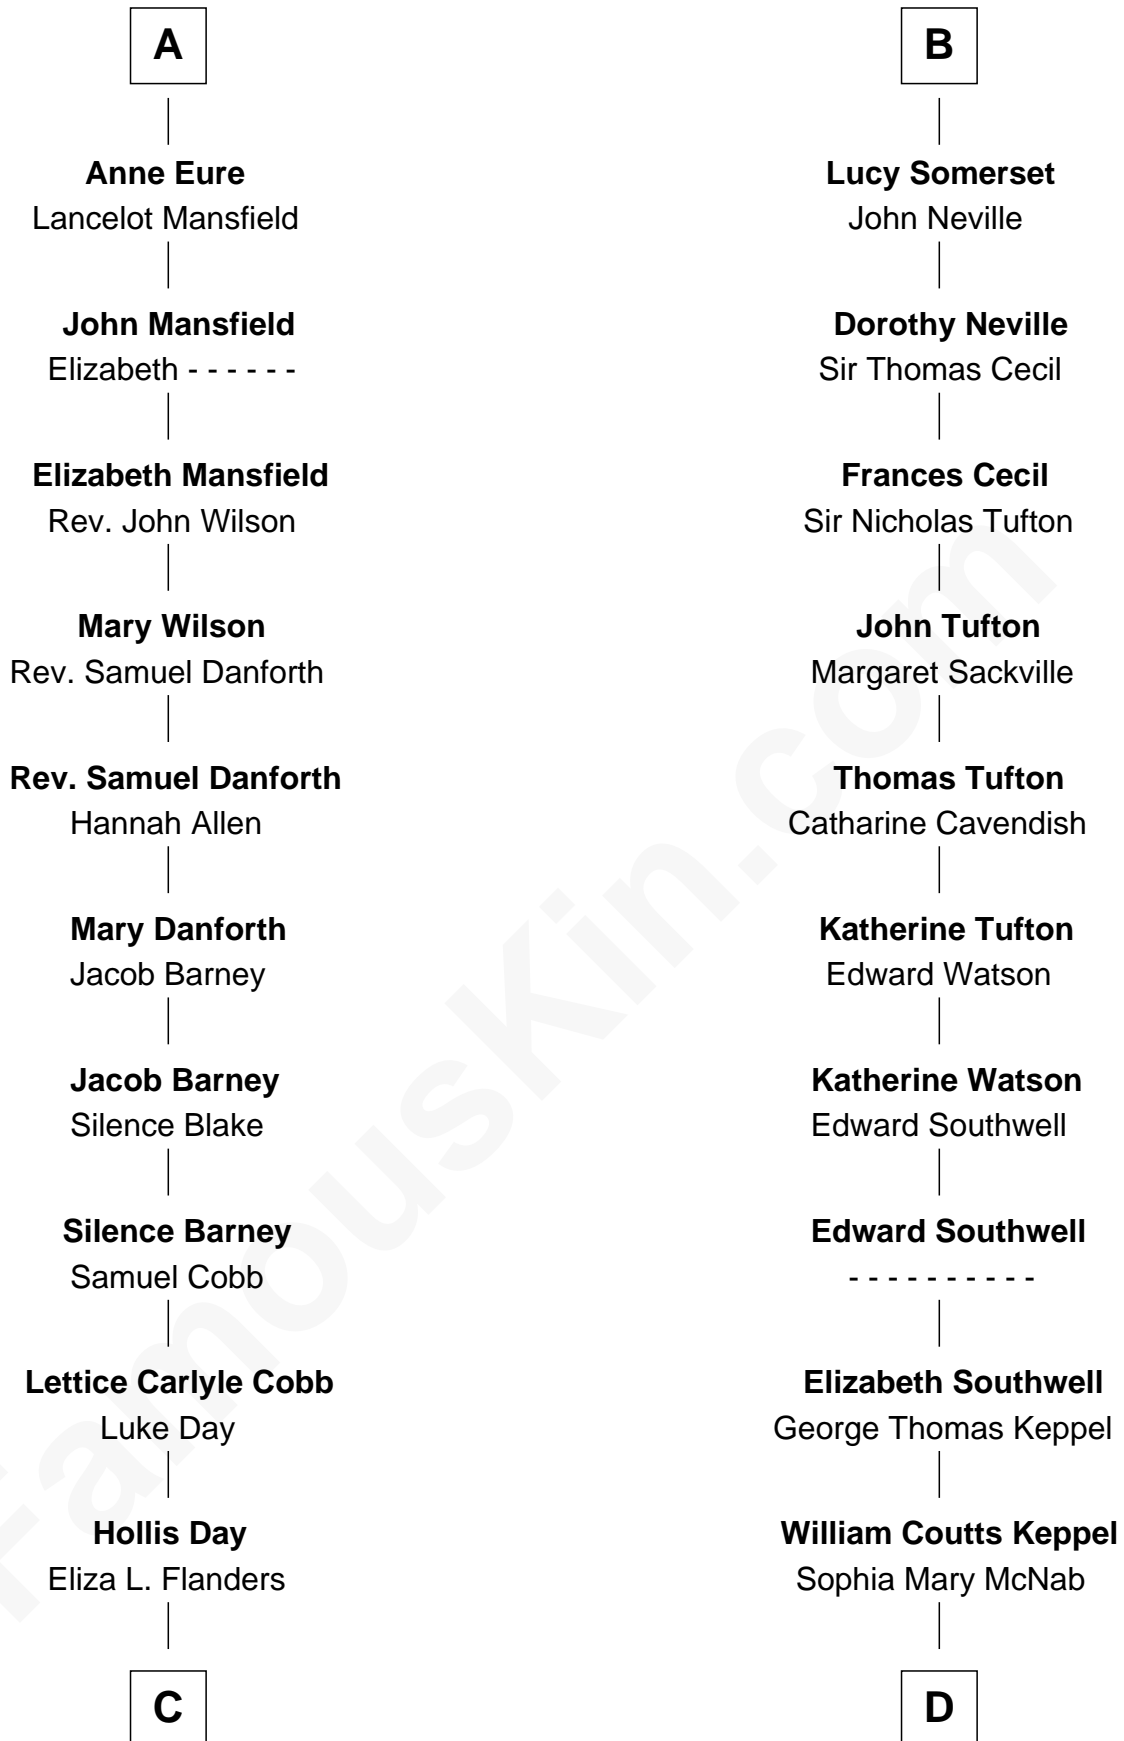 A
Anne Eure
Lancelot Mansfield
John Mansfield
Elizabeth - - - - - -
Elizabeth Mansfield
Rev. John Wilson
Mary Wilson
Rev. Samuel Danforth
Rev. Samuel Danforth
Hannah Allen
Mary Danforth
Jacob Barney
Jacob Barney
Silence Blake
Silence Barney
Samuel Cobb
Lettice Carlyle Cobb
Luke Day
Hollis Day
Eliza L. Flanders
C
B
Lucy Somerset
John Neville
Dorothy Neville
Sir Thomas Cecil
Frances Cecil
Sir Nicholas Tufton
John Tufton
Margaret Sackville
Thomas Tufton
Catharine Cavendish
Katherine Tufton
Edward Watson
Katherine Watson
Edward Southwell
Edward Southwell
- - - - - - - - - -
Elizabeth Southwell
George Thomas Keppel
William Coutts Keppel
Sophia Mary McNab
D
FamousKin.com